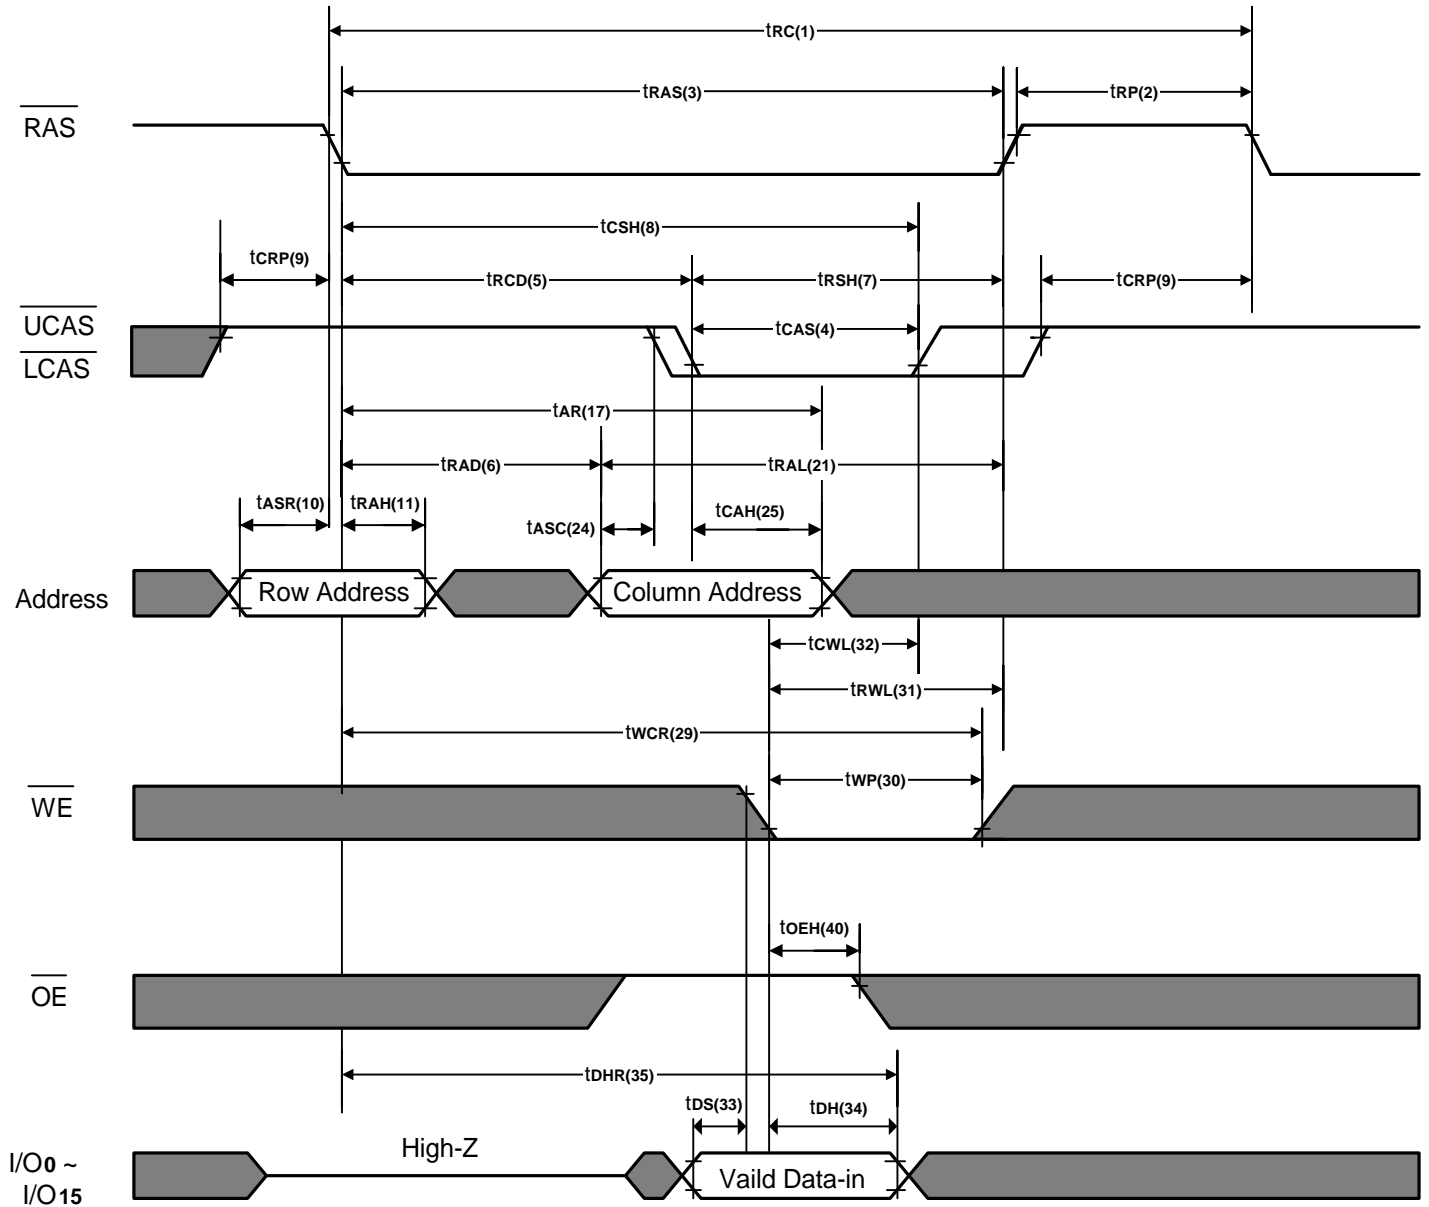 tRC(1)
tRAS(3)
tRP(2)
RAS
tCSH(8)
tCRP(9)
tRCD(5)
tRSH(7)
tCRP(9)
UCAS
tCAS(4)
LCAS
tAR(17)
tRAD(6)
tRAL(21)
tASR(10)
tRAH(11)
tASC(24)
tCAH(25)
Address
Row Address
Column Address
tCWL(32)
tRWL(31)
tWCR(29)
tWP(30)
WE
tOEH(40)
OE
tDHR(35)
tDS(33)
tDH(34)
High-Z
I/O0 ~
I/O15
Vaild Data-in